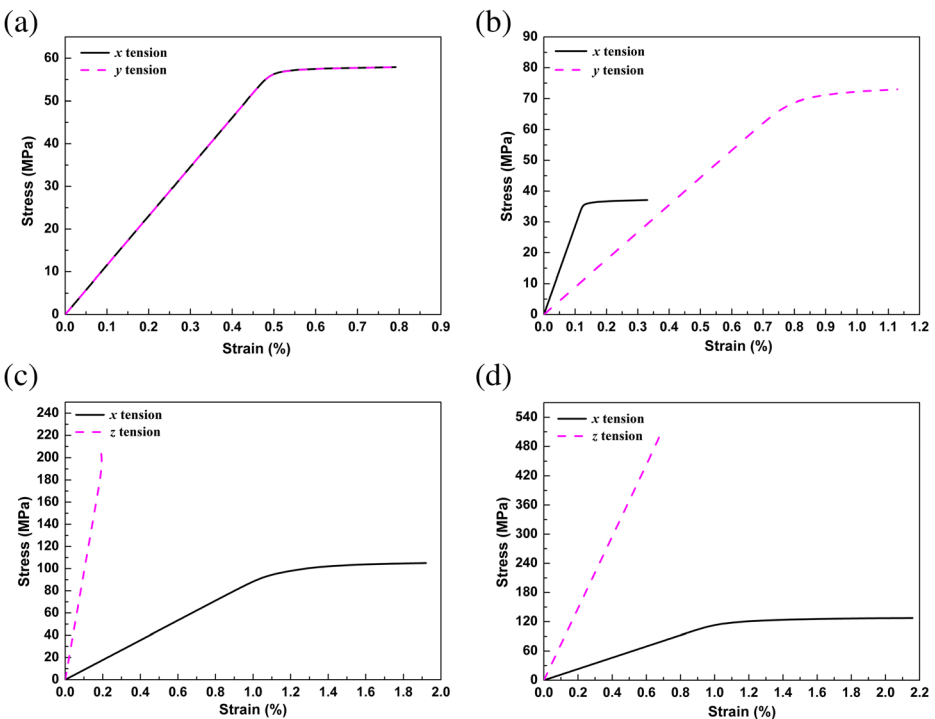 (a)
x tension
y tension
Stress (MPa)
60
50
40
30
20
10
0
0.0 0.1 0.2 0.3 0.4 0.5 0.6 0.7 0.8 0.9
Strain (%)
(b)
x tension
y tension
Stress (MPa)
90
80
70
60
50
40
30
20
10
0
0.0 0.1 0.2 0.3 0.4 0.5 0.6 0.7 0.8 0.9 1.0 1.1 1.2
Strain (%)
(c)
x tension
z tension
Stress (MPa)
240
220
200
180
160
140
120
100
80
60
40
20
0
0.0 0.2 0.4 0.6 0.8 1.0 1.2 1.4 1.6 1.8 2.0
Strain (%)
(d)
x tension
z tension
Stress (MPa)
540
480
420
360
300
240
180
120
60
0
0.0 0.2 0.4 0.6 0.8 1.0 1.2 1.4 1.6 1.8 2.0 2.2
Strain (%)